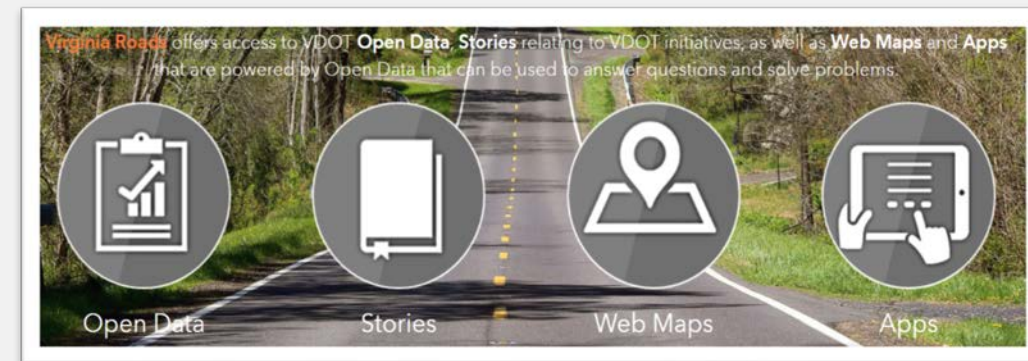 Virginia Roads offers access to VDOT Open Data, Stories relating to VDOT initiatives, as well as Web Maps and Apps
that are powered by Open Data that can be used to answer questions and solve problems.
Open Data
Stories
Web Maps
Apps